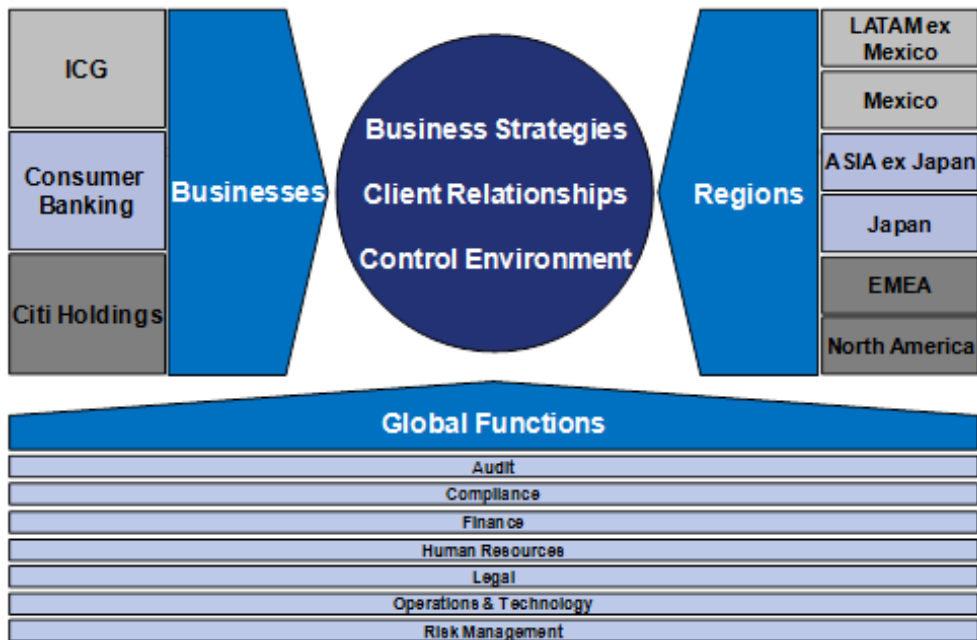 ICG
Consumer
Banking
Citi Holdings
Businesses
Business Strategies
Client Relationships
Control Environment
Regions
LATAM ex
Mexico
Mexico
ASIA ex Japan
Japan
EMEA
North America
Global Functions
Audit
Compliance
Finance
Human Resources
Legal
Operations & Technology
Risk Management